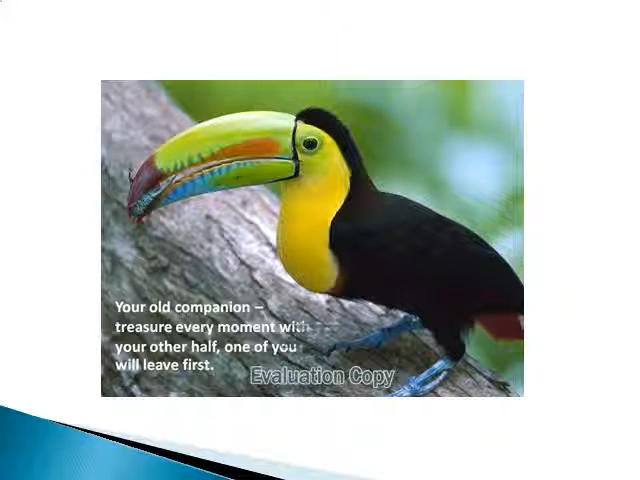 Your old companion –
treasure every moment with
your other half, one of you
will leave first.
Evaluation Copy